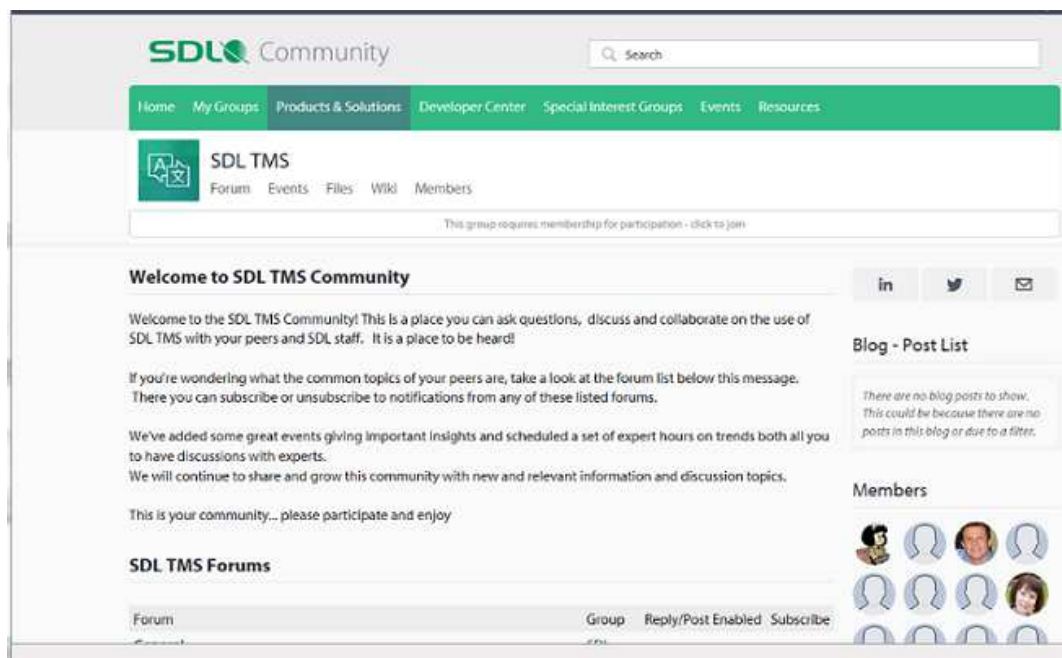 SDL Community
Search
Home My Groups Products & Solutions Developer Center Special Interest Groups Events Resources
SDL TMS
Forum Events Files Wiki Members
This group requires membership for participation - click to join
Welcome to SDL TMS Community
Welcome to the SDL TMS Community! This is a place you can ask questions, discuss and collaborate on the use of
SDL TMS with your peers and SDL staff. It is a place to be heard!
If you're wondering what the common topics of your peers are, take a look at the forum list below this message.
There you can subscribe or unsubscribe to notifications from any of these listed forums.
We've added some great events giving important insights and scheduled a set of expert hours on trends both all you
to have discussions with experts.
We will continue to share and grow this community with new and relevant information and discussion topics.
This is your community... please participate and enjoy
SDL TMS Forums
Forum Group Reply/Post Enabled Subscribe
in
Blog - Post List
There are no blog posts to show.
This could be because there are no
posts in this blog or due to a filter.
Members